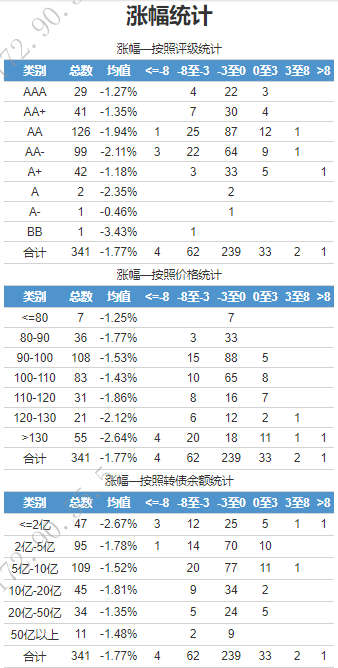 涨幅统计
涨幅—按照评级统计
类别 总数 均值 <=-8 -8至-3 -3至0 0至3 3至8 >8
AAA 29 -1.27% 4 22 3
AA+ 41 -1.35% 7 30 4
AA 126 -1.94% 1 25 87 12 1
AA- 99 -2.11% 3 22 64 9 1
A+ 42 -1.18% 3 33 5 1
A 2 -2.35% 2
A- 1 -0.46% 1
BB 1 -3.43% 1
合计 341 -1.77% 4 62 239 33 2 1
涨幅—按照价格统计
类别 总数 均值 <=-8 -8至-3 -3至0 0至3 3至8 >8
<=80 7 -1.25% 7
80-90 36 -1.77% 3 33
90-100 108 -1.53% 15 88 5
100-110 83 -1.43% 10 65 8
110-120 31 -1.86% 8 16 7
120-130 21 -2.12% 6 12 2 1
>130 55 -2.64% 4 20 18 11 1 1
合计 341 -1.77% 4 62 239 33 2 1
涨幅—按照转债余额统计
类别 总数 均值 <=-8 -8至-3 -3至0 0至3 3至8 >8
<=2亿 47 -2.67% 3 12 25 5 1 1
2亿-5亿 95 -1.78% 1 14 70 10
5亿-10亿 109 -1.52% 20 77 11 1
10亿-20亿 45 -1.81% 9 34 2
20亿-50亿 34 -1.35% 5 24 5
50亿以上 11 -1.48% 2 9
合计 341 -1.77% 4 62 239 33 2 1